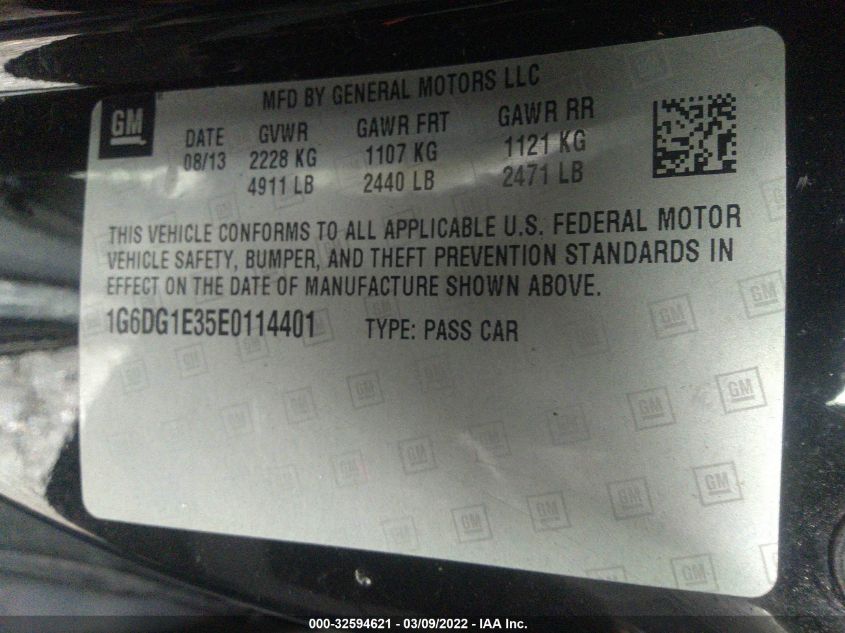 MFD BY GENERAL MOTORS LLC
GM
DATE GVWR GAWR FRT GAWR RR
08/13 2228 KG 1107 KG 1121 KG
4911 LB 2440 LB 2471 LB
THIS VEHICLE CONFORMS TO ALL APPLICABLE U.S. FEDERAL MOTOR
VEHICLE SAFETY, BUMPER, AND THEFT PREVENTION STANDARDS IN
EFFECT ON THE DATE OF MANUFACTURE SHOWN ABOVE.
1G6DG1E35E0114401 TYPE: PASS CAR
000-32594621 - 03/09/2022 - IAA Inc.